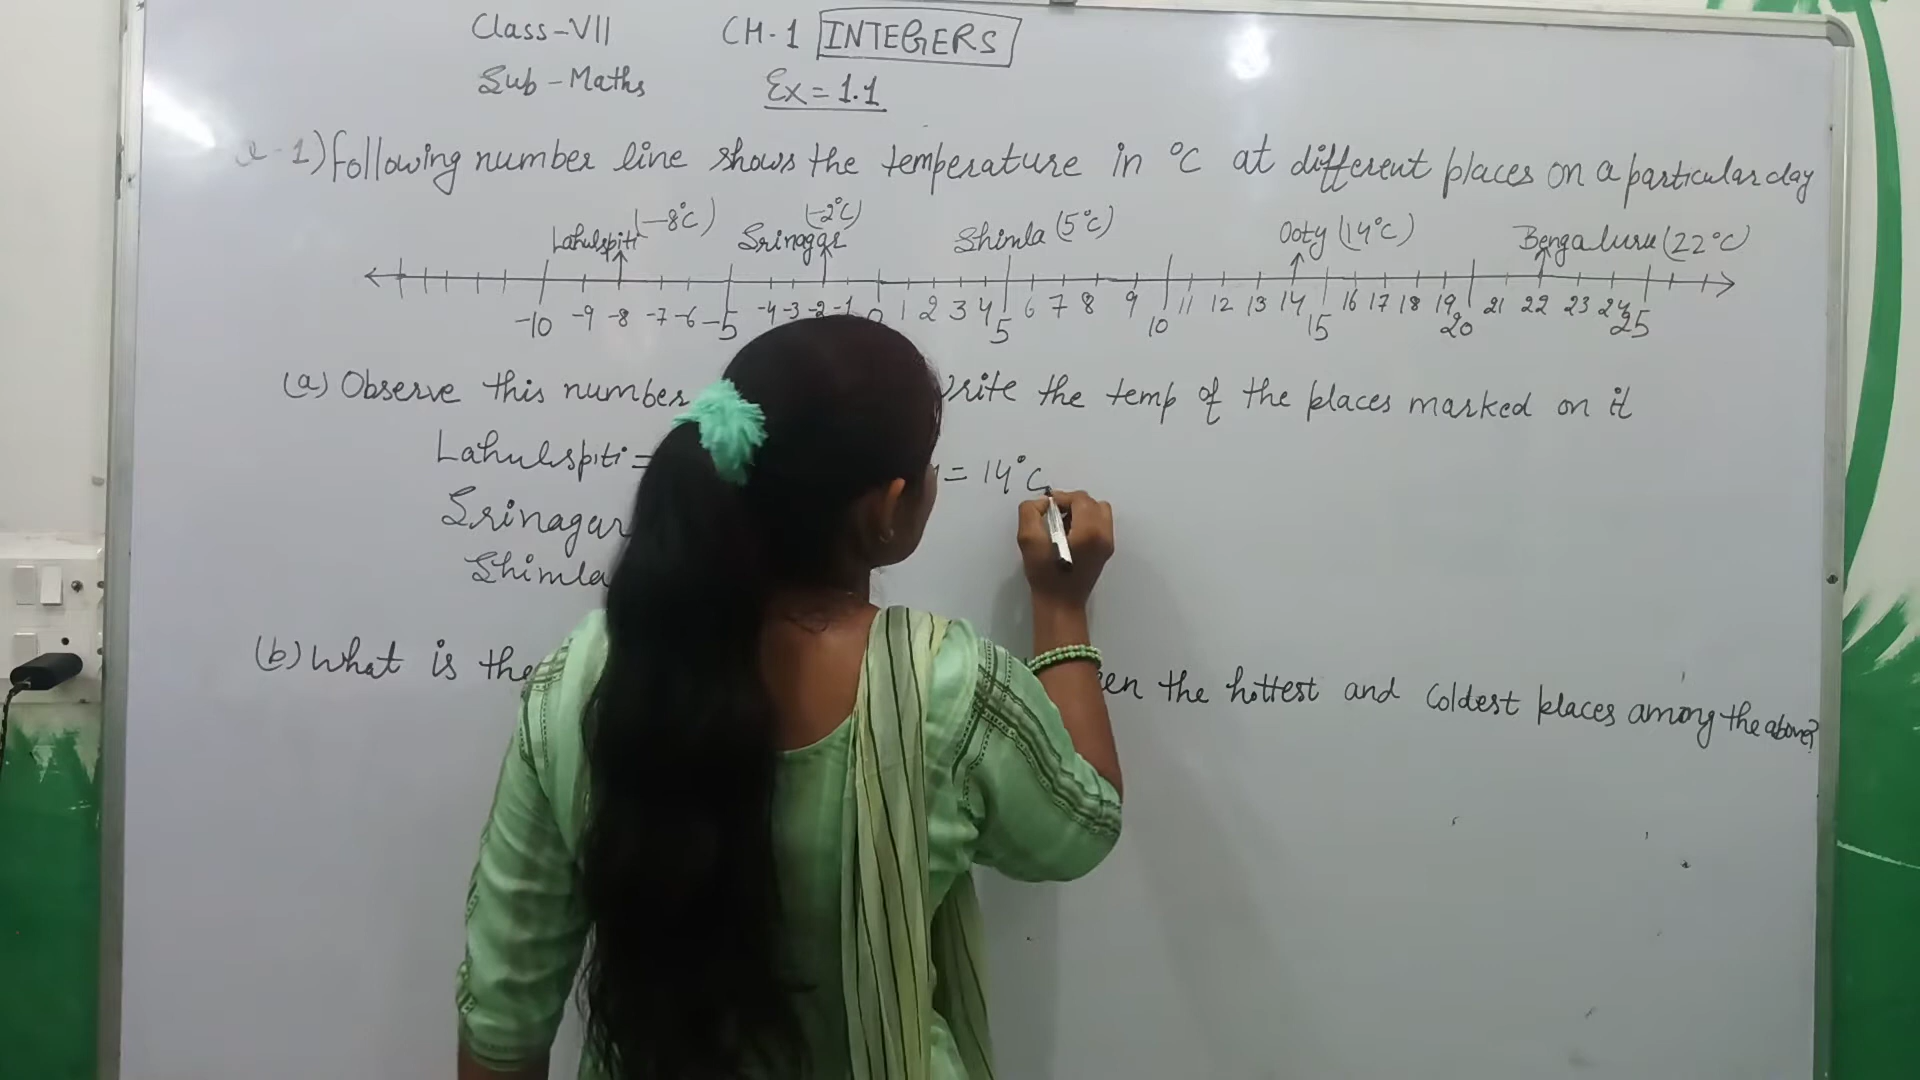 Class-VII CH.1 INTEGERS
Sub-Maths Ex=1.1
1) Following number line shows the temperature in °C at different places on a particular day
Lahulspiti (-8°C) Srinagar (-2°C) Shimla (5°C) Ooty (14°C) Bengaluru (22°C)
-10 -9 -8 -7 -6 -5 -4 -3 -2 -1 0 1 2 3 4 5 6 7 8 9 10 11 12 13 14 15 16 17 18 19 20 21 22 23 24 25
(a) Observe this number rite the temp of the places marked on it
Lahulspiti = = 14°C
Srinagar
Shimla
(b) What is the een the hottest and coldest places among the above?